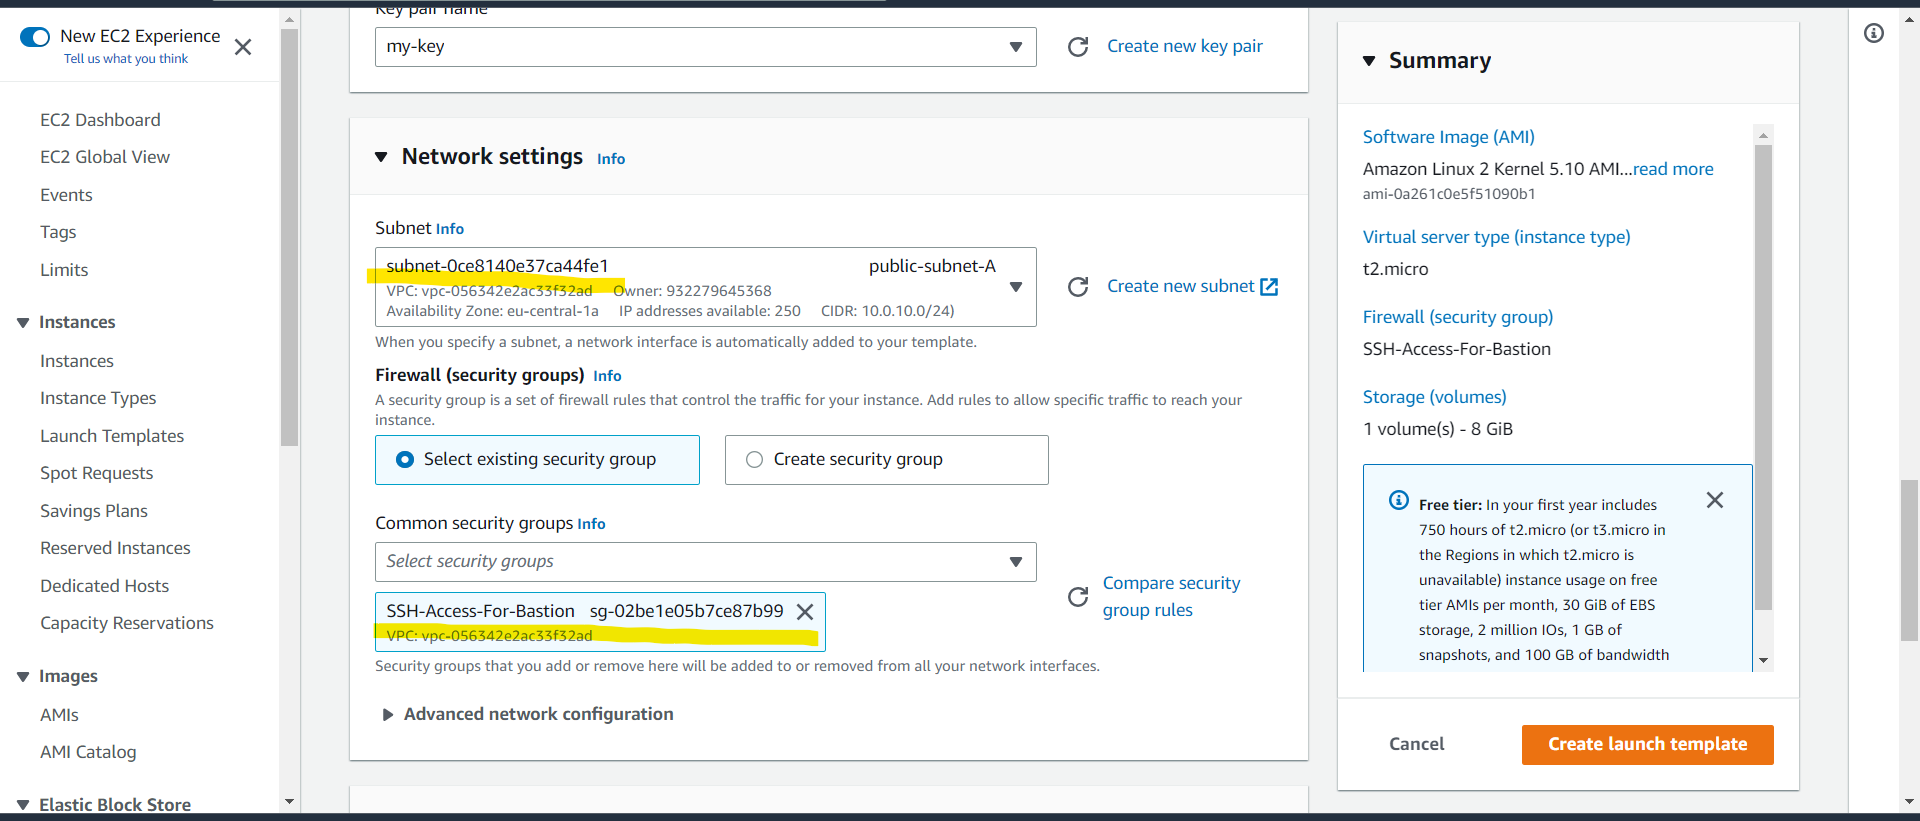 New EC2 Experience
Tell us what you think
EC2 Dashboard
EC2 Global View
Events
Tags
Limits
Instances
Instances
Instance Types
Launch Templates
Spot Requests
Savings Plans
Reserved Instances
Dedicated Hosts
Capacity Reservations
Images
AMIs
AMI Catalog
Elastic Block Store
Key pair name
my-key
Create new key pair
Network settings Info
Subnet Info
subnet-0ce8140e37ca44fe1 public-subnet-A
VPC: vpc-056342e2ac33f32ad Owner: 932279645368
Availability Zone: eu-central-1a IP addresses available: 250 CIDR: 10.0.10.0/24)
Create new subnet
When you specify a subnet, a network interface is automatically added to your template.
Firewall (security groups) Info
A security group is a set of firewall rules that control the traffic for your instance. Add rules to allow specific traffic to reach your
instance.
Select existing security group
Create security group
Common security groups Info
Select security groups
SSH-Access-For-Bastion sg-02be1e05b7ce87b99
VPC: vpc-056342e2ac33f32ad
Compare security
group rules
Security groups that you add or remove here will be added to or removed from all your network interfaces.
Advanced network configuration
Summary
Software Image (AMI)
Amazon Linux 2 Kernel 5.10 AMI...read more
ami-0a261c0e5f51090b1
Virtual server type (instance type)
t2.micro
Firewall (security group)
SSH-Access-For-Bastion
Storage (volumes)
1 volume(s) - 8 GiB
Free tier: In your first year includes
750 hours of t2.micro (or t3.micro in
the Regions in which t2.micro is
unavailable) instance usage on free
tier AMIs per month, 30 GiB of EBS
storage, 2 million IOs, 1 GB of
snapshots, and 100 GB of bandwidth
Cancel
Create launch template